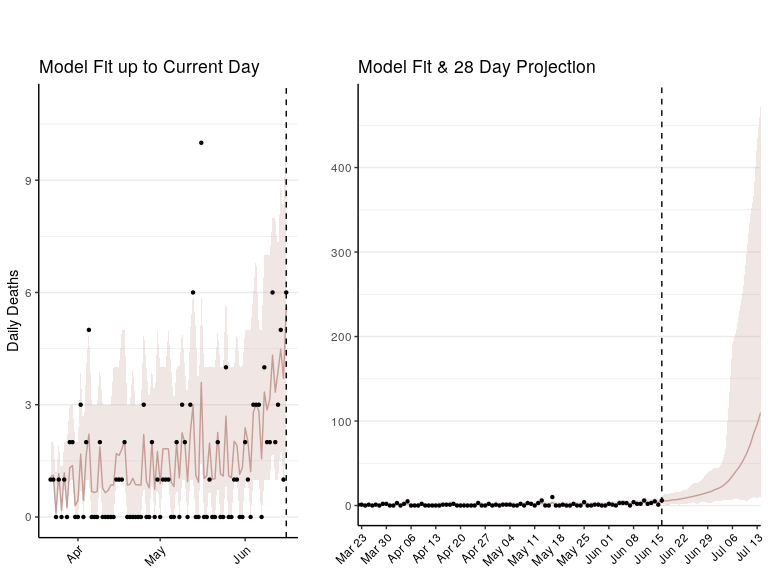 Model Fit up to Current Day
Daily Deaths
9
6
3
0
Apr
May
Jun
Model Fit & 28 Day Projection
400
300
200
100
0
Mar 23
Mar 30
Apr 06
Apr 13
Apr 20
Apr 27
May 04
May 11
May 18
May 25
Jun 01
Jun 08
Jun 15
Jun 22
Jun 29
Jul 06
Jul 13